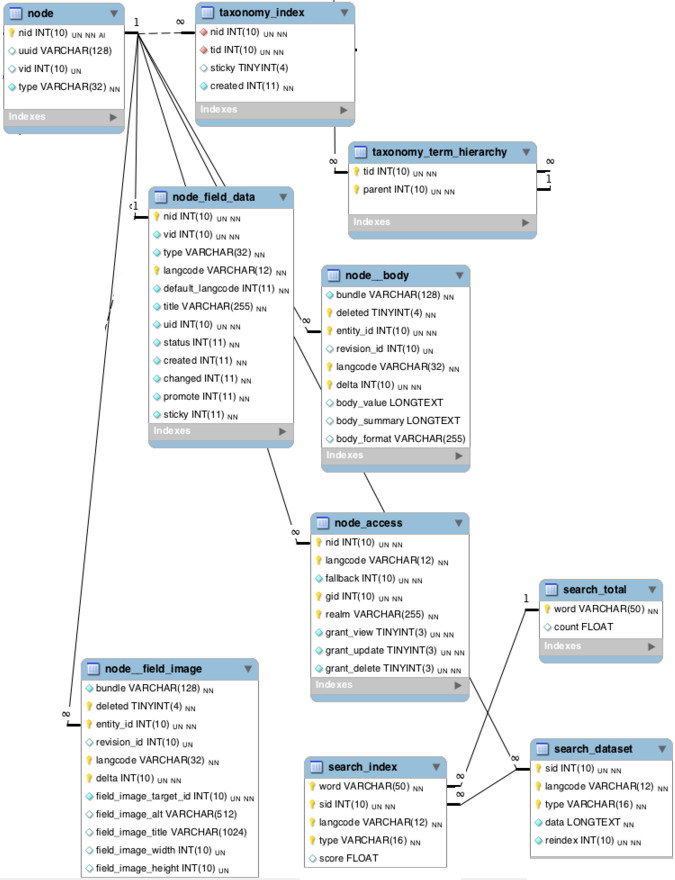 node
nid INT(10) UN NN AI
uuid VARCHAR(128)
vid INT(10) UN
type VARCHAR(32) NN
Indexes
1
∞
taxonomy_index
nid INT(10) UN NN
tid INT(10) UN NN
sticky TINYINT(4)
created INT(11) NN
Indexes
∞
taxonomy_term_hierarchy
tid INT(10) UN NN
parent INT(10) UN NN
Indexes
∞
1
1
node_field_data
nid INT(10) UN NN
vid INT(10) UN NN
type VARCHAR(32) NN
langcode VARCHAR(12) NN
default_langcode INT(11) NN
title VARCHAR(255) NN
uid INT(10) UN NN
status INT(11) NN
created INT(11) NN
changed INT(11) NN
promote INT(11) NN
sticky INT(11) NN
Indexes
∞
node__body
bundle VARCHAR(128) NN
deleted TINYINT(4) NN
entity_id INT(10) UN NN
revision_id INT(10) UN
langcode VARCHAR(32) NN
delta INT(10) UN NN
body_value LONGTEXT
body_summary LONGTEXT
body_format VARCHAR(255)
Indexes
∞
node_access
nid INT(10) UN NN
langcode VARCHAR(12) NN
fallback INT(10) UN NN
gid INT(10) UN NN
realm VARCHAR(255) NN
grant_view TINYINT(3) UN NN
grant_update TINYINT(3) UN NN
grant_delete TINYINT(3) UN NN
Indexes
1
search_total
word VARCHAR(50) NN
count FLOAT
Indexes
∞
node__field_image
bundle VARCHAR(128) NN
deleted TINYINT(4) NN
entity_id INT(10) UN NN
revision_id INT(10) UN
langcode VARCHAR(32) NN
delta INT(10) UN NN
field_image_target_id INT(10) UN NN
field_image_alt VARCHAR(512)
field_image_title VARCHAR(1024)
field_image_width INT(10) UN
field_image_height INT(10) UN
search_index
word VARCHAR(50) NN
sid INT(10) UN NN
langcode VARCHAR(12) NN
type VARCHAR(16) NN
score FLOAT
∞
∞
∞
search_dataset
sid INT(10) UN NN
langcode VARCHAR(12) NN
type VARCHAR(16) NN
data LONGTEXT NN
reindex INT(10) UN NN